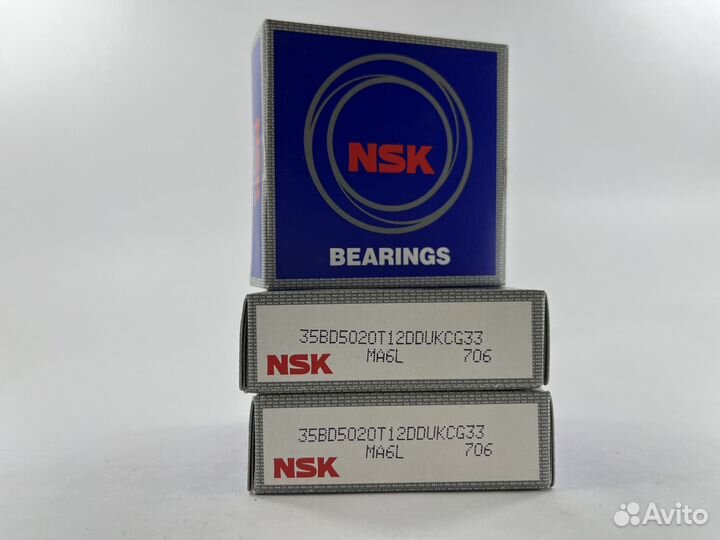 NSK
BEARINGS
35BD5020T12DDUKCG33
NSK MA6L 706
35BD5020T12DDUKCG33
NSK MA6L 706
Avito